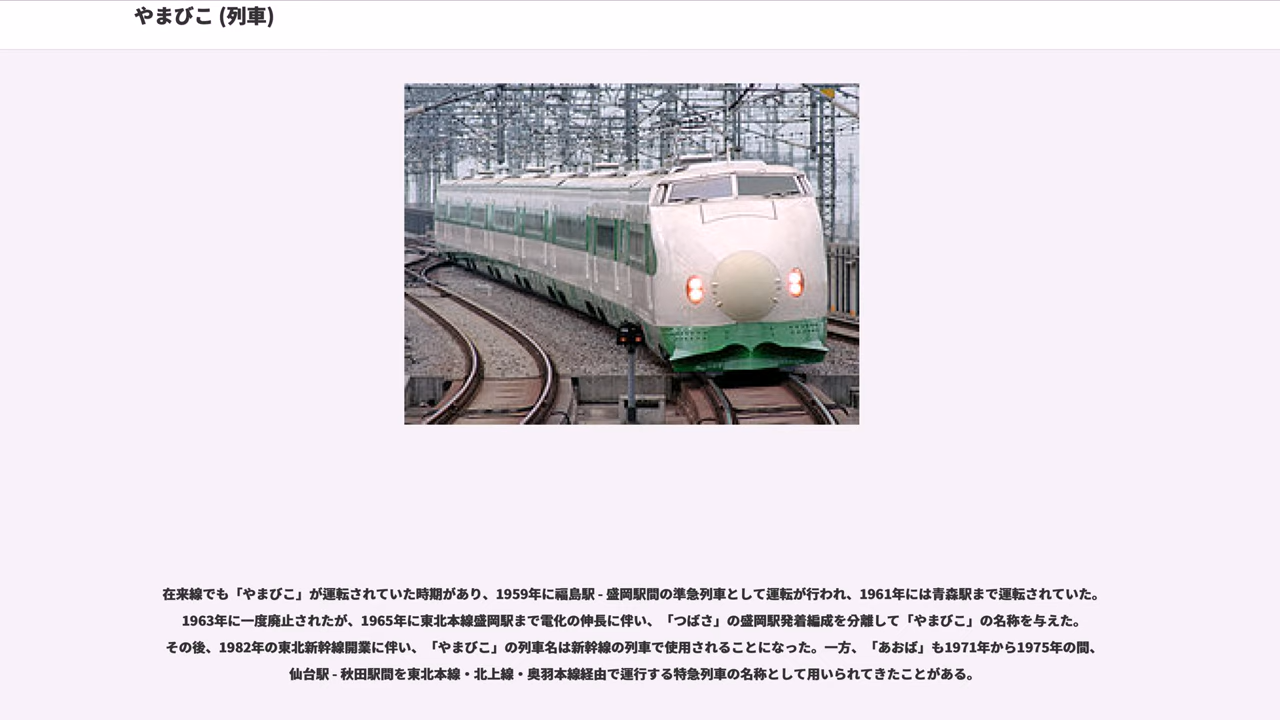 やまびこ (列車)
在来線でも「やまびこ」が運転されていた時期があり、1959年に福島駅 - 盛岡駅間の準急列車として運転が行われ、1961年には青森駅まで運転されていた。
1963年に一度廃止されたが、1965年に東北本線盛岡駅まで電化の伸長に伴い、「つばさ」の盛岡駅発着編成を分離して「やまびこ」の名称を与えた。
その後、1982年の東北新幹線開業に伴い、「やまびこ」の列車名は新幹線の列車で使用されることになった。一方、「あおば」も1971年から1975年の間、
仙台駅 - 秋田駅間を東北本線・北上線・奥羽本線経由で運行する特急列車の名称として用いられてきたことがある。